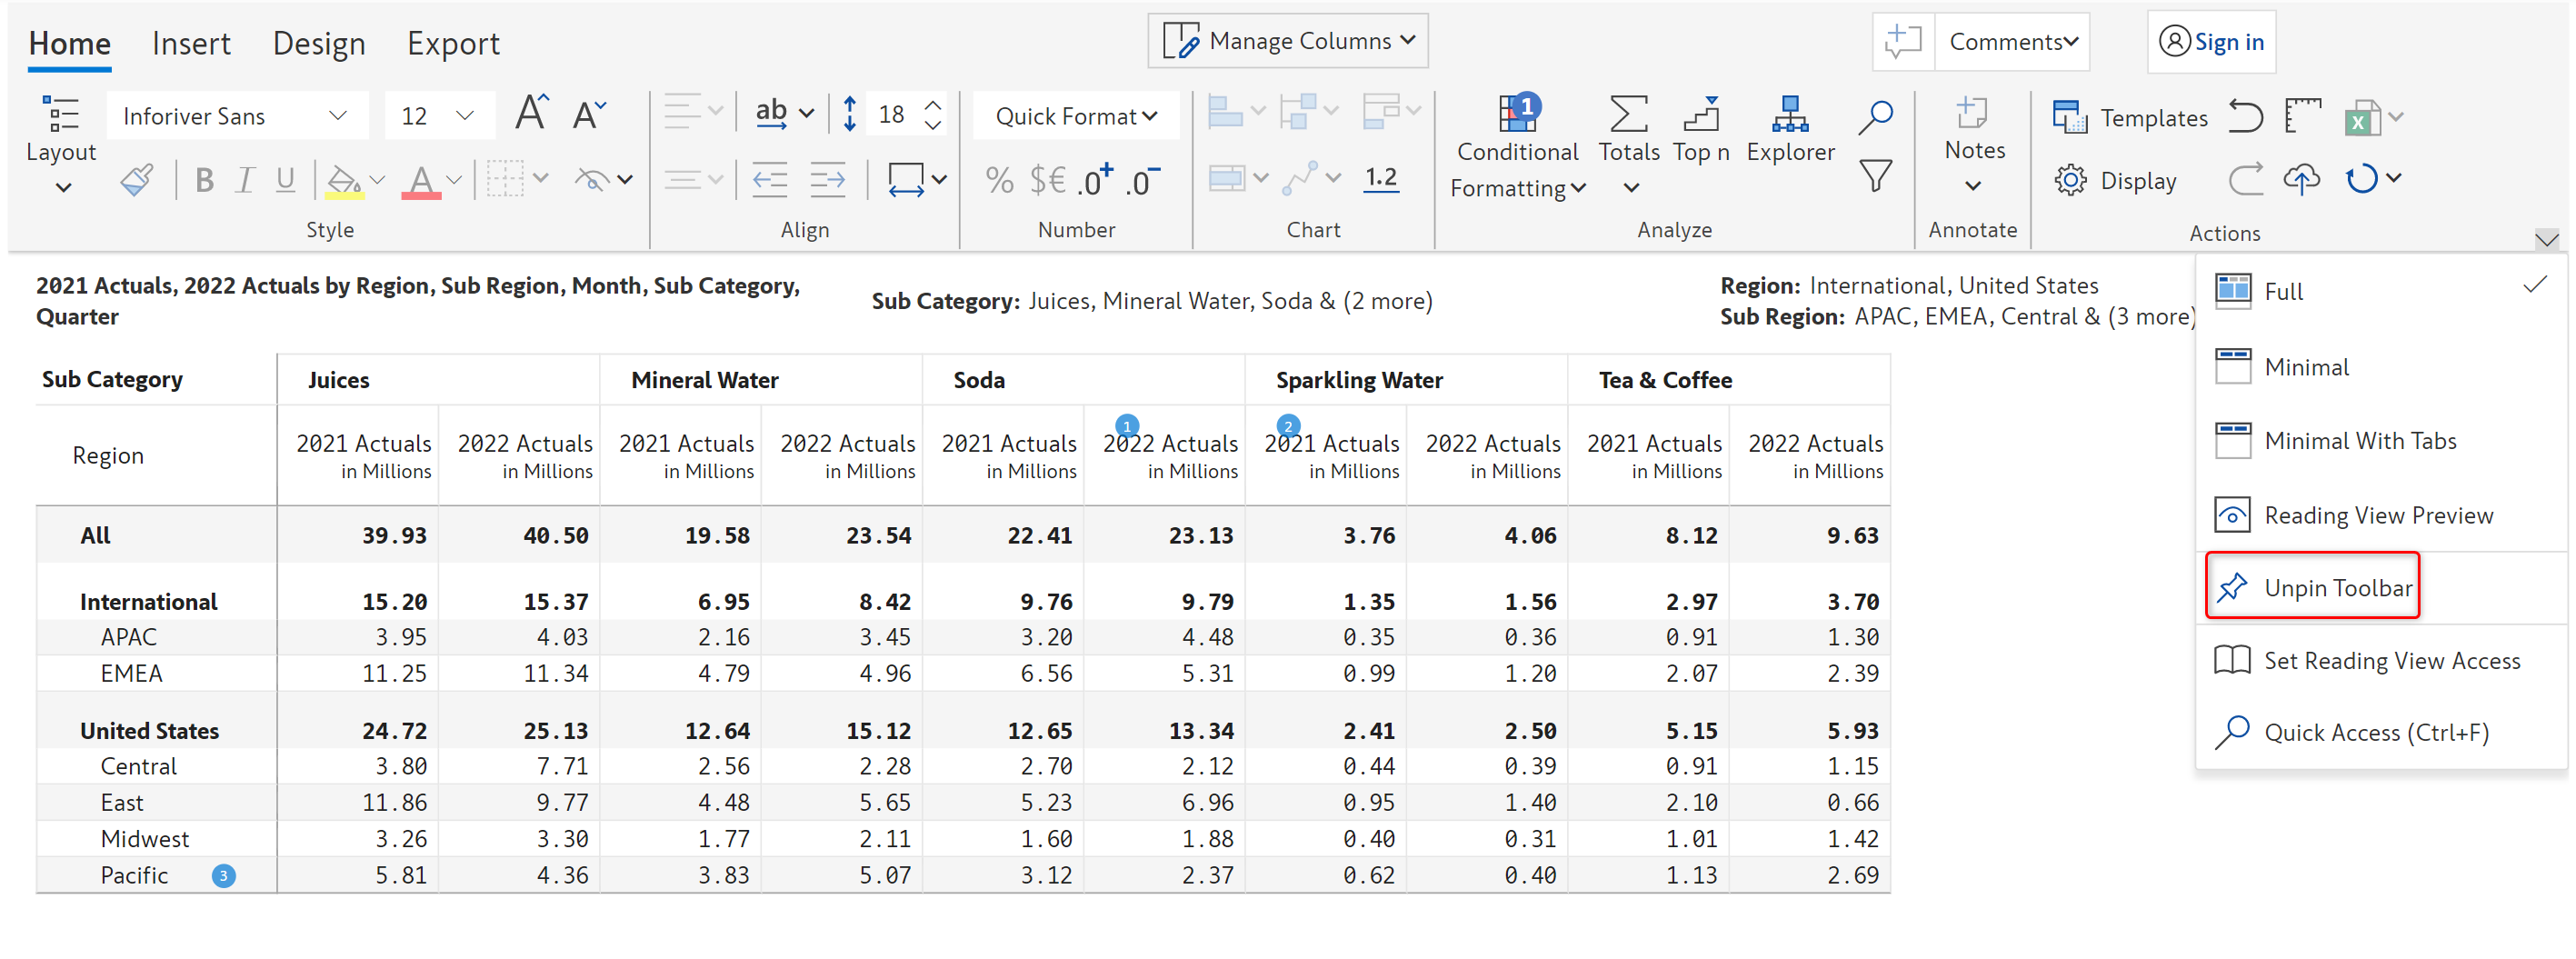 Home Insert Design Export Manage Columns Comments Sign in
Inforiver Sans 12 A A ab 18 Quick Format 1 Templates X
Layout Conditional Totals Top n Explorer Notes
B I U A % $€ .0+ .0- 1.2 Formatting Display
Style Align Number Chart Analyze Annotate Actions
2021 Actuals, 2022 Actuals by Region, Sub Region, Month, Sub Category,
Quarter
Sub Category: Juices, Mineral Water, Soda & (2 more)
Region: International, United States
Sub Region: APAC, EMEA, Central & (3 more)
Full
Minimal
Minimal With Tabs
Reading View Preview
Unpin Toolbar
Set Reading View Access
Quick Access (Ctrl+F)
Sub Category Juices Mineral Water Soda Sparkling Water Tea & Coffee
1 2
Region 2021 Actuals 2022 Actuals 2021 Actuals 2022 Actuals 2021 Actuals 2022 Actuals 2021 Actuals 2022 Actuals 2021 Actuals 2022 Actuals
in Millions in Millions in Millions in Millions in Millions in Millions in Millions in Millions in Millions in Millions
All 39.93 40.50 19.58 23.54 22.41 23.13 3.76 4.06 8.12 9.63
International 15.20 15.37 6.95 8.42 9.76 9.79 1.35 1.56 2.97 3.70
APAC 3.95 4.03 2.16 3.45 3.20 4.48 0.35 0.36 0.91 1.30
EMEA 11.25 11.34 4.79 4.96 6.56 5.31 0.99 1.20 2.07 2.39
United States 24.72 25.13 12.64 15.12 12.65 13.34 2.41 2.50 5.15 5.93
Central 3.80 7.71 2.56 2.28 2.70 2.12 0.44 0.39 0.91 1.15
East 11.86 9.77 4.48 5.65 5.23 6.96 0.95 1.40 2.10 0.66
Midwest 3.26 3.30 1.77 2.11 1.60 1.88 0.40 0.31 1.01 1.42
Pacific 3 5.81 4.36 3.83 5.07 3.12 2.37 0.62 0.40 1.13 2.69